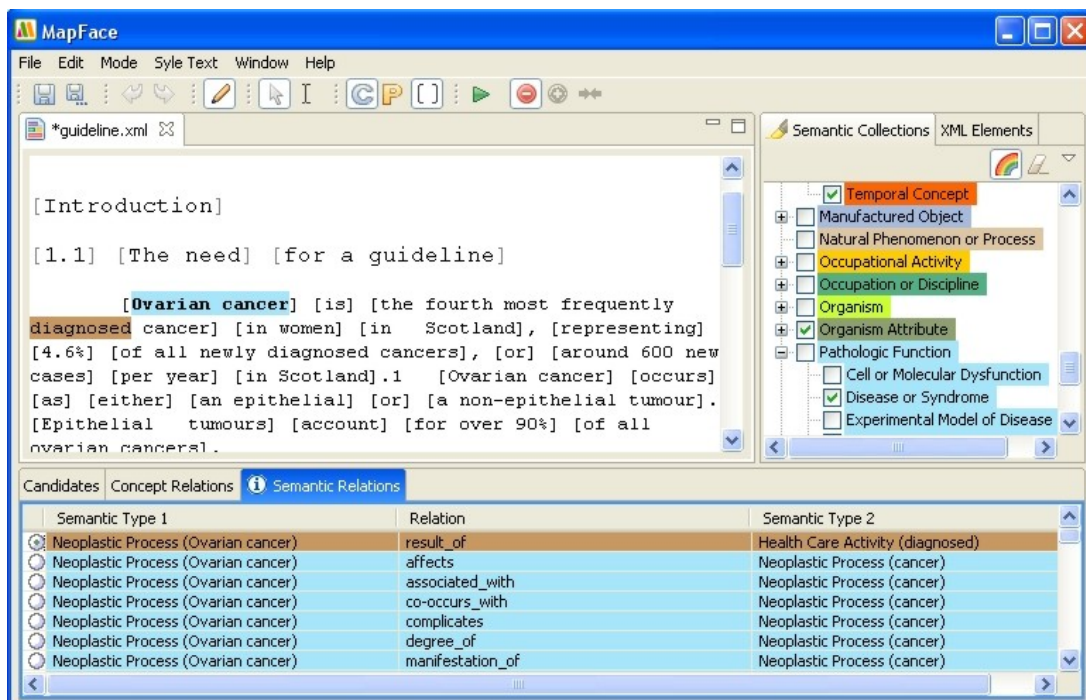 MapFace
File Edit Mode Syle Text Window Help
*guideline.xml
[Introduction]
[1.1] [The need] [for a guideline]
[Ovarian cancer] [is] [the fourth most frequently
diagnosed cancer] [in women] [in Scotland], [representing]
[4.6%] [of all newly diagnosed cancers], [or] [around 600 new
cases] [per year] [in Scotland].1 [Ovarian cancer] [occurs]
[as] [either] [an epithelial] [or] [a non-epithelial tumour].
[Epithelial tumours] [account] [for over 90%] [of all
ovarian cancers].
Semantic Collections XML Elements
Temporal Concept
Manufactured Object
Natural Phenomenon or Process
Occupational Activity
Occupation or Discipline
Organism
Organism Attribute
Pathologic Function
Cell or Molecular Dysfunction
Disease or Syndrome
Experimental Model of Disease
Candidates Concept Relations Semantic Relations
Semantic Type 1 Relation Semantic Type 2
Neoplastic Process (Ovarian cancer) result_of Health Care Activity (diagnosed)
Neoplastic Process (Ovarian cancer) affects Neoplastic Process (cancer)
Neoplastic Process (Ovarian cancer) associated_with Neoplastic Process (cancer)
Neoplastic Process (Ovarian cancer) co-occurs_with Neoplastic Process (cancer)
Neoplastic Process (Ovarian cancer) complicates Neoplastic Process (cancer)
Neoplastic Process (Ovarian cancer) degree_of Neoplastic Process (cancer)
Neoplastic Process (Ovarian cancer) manifestation_of Neoplastic Process (cancer)